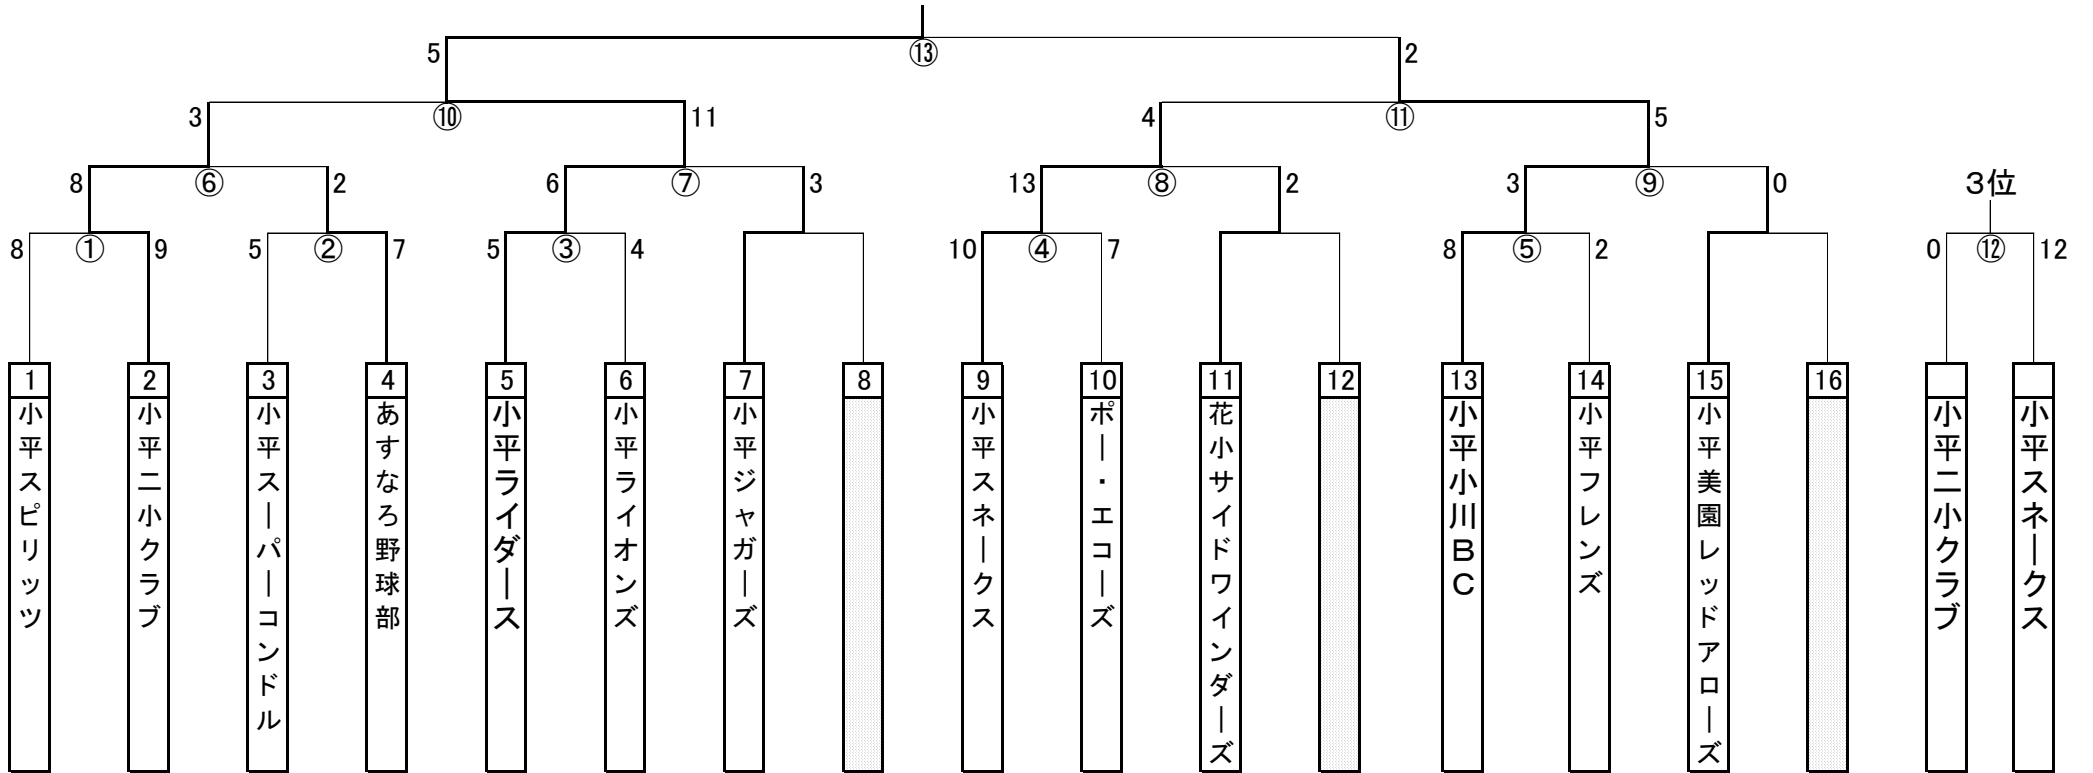 5 ⑬ 2
3 ⑩ 11 4 ⑪ 5
8 ⑥ 2 6 ⑦ 3 13 ⑧ 2 3 ⑨ 0 3位
8 ① 9 5 ② 7 5 ③ 4 10 ④ 7 8 ⑤ 2 0 ⑫ 12
1 小平スピリッツ
2 小平二小クラブ
3 小平スーパーコンドル
4 あすなろ野球部
5 小平ライダース
6 小平ライオンズ
7 小平ジャガーズ
8
9 小平スネークス
10 ポー・エコーズ
11 花小サイドワインダーズ
12
13 小平小川BC
14 小平フレンズ
15 小平美園レッドアローズ
16
小平二小クラブ
小平スネークス